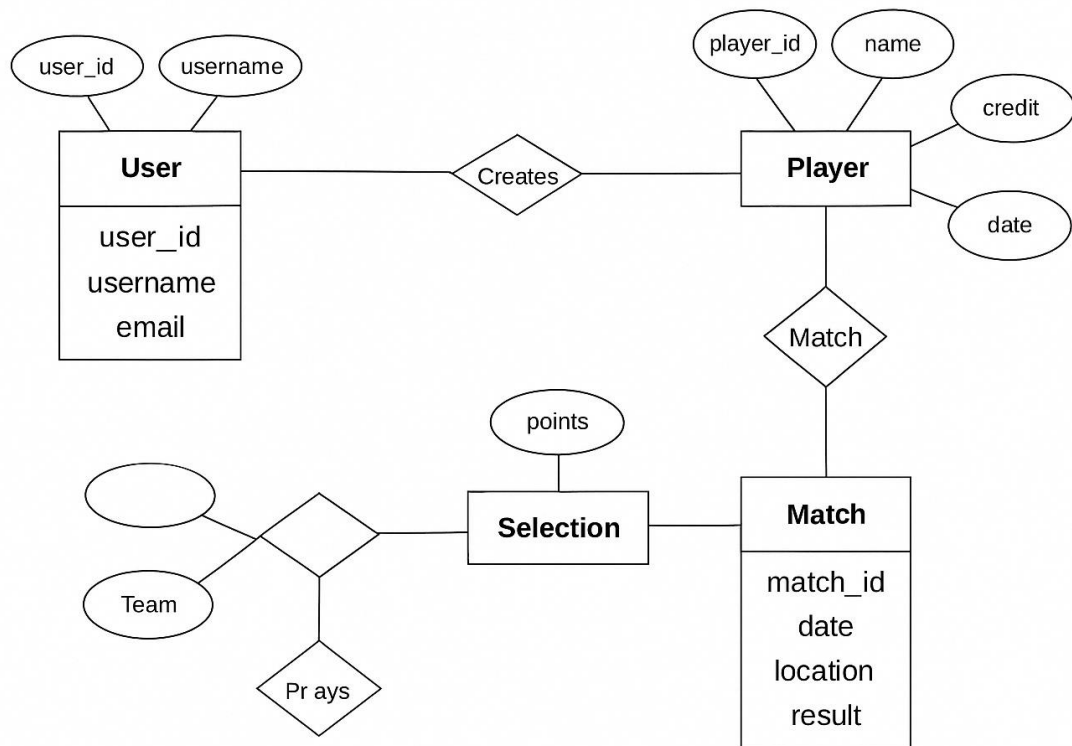 user_id
username
player_id
name
credit
date
User
user_id
username
email
Creates
Player
Match
points
Selection
Team
Pr ays
Match
match_id
date
location
result